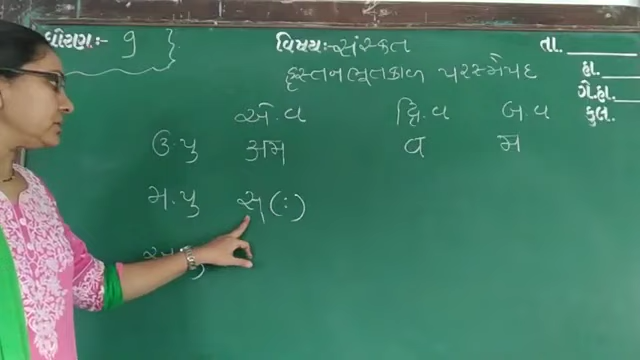 ધોરણ:- 9 વિષય:- સંસ્કૃત તા.
હ્યસ્તનભૂતકાળ પરસ્મૈપદ હા.
ગે.હા.
એ.વ દ્વિ.વ બ.વ કુલ.
ઉ.પુ અમ વ મ
મ.પુ સ્ (:)